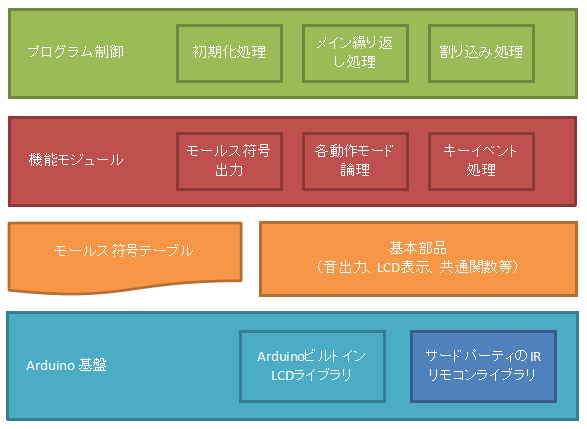 プログラム制御
初期化処理
メイン繰り返
し処理
割り込み処理
機能モジュール
モールス符号
出力
各動作モード
論理
キーイベント
処理
モールス符号テーブル
基本部品
（音出力、LCD表示、共通関数等）
Arduino 基盤
Arduinoビルトイン
LCDライブラリ
サードパーティのIR
リモコンライブラリ